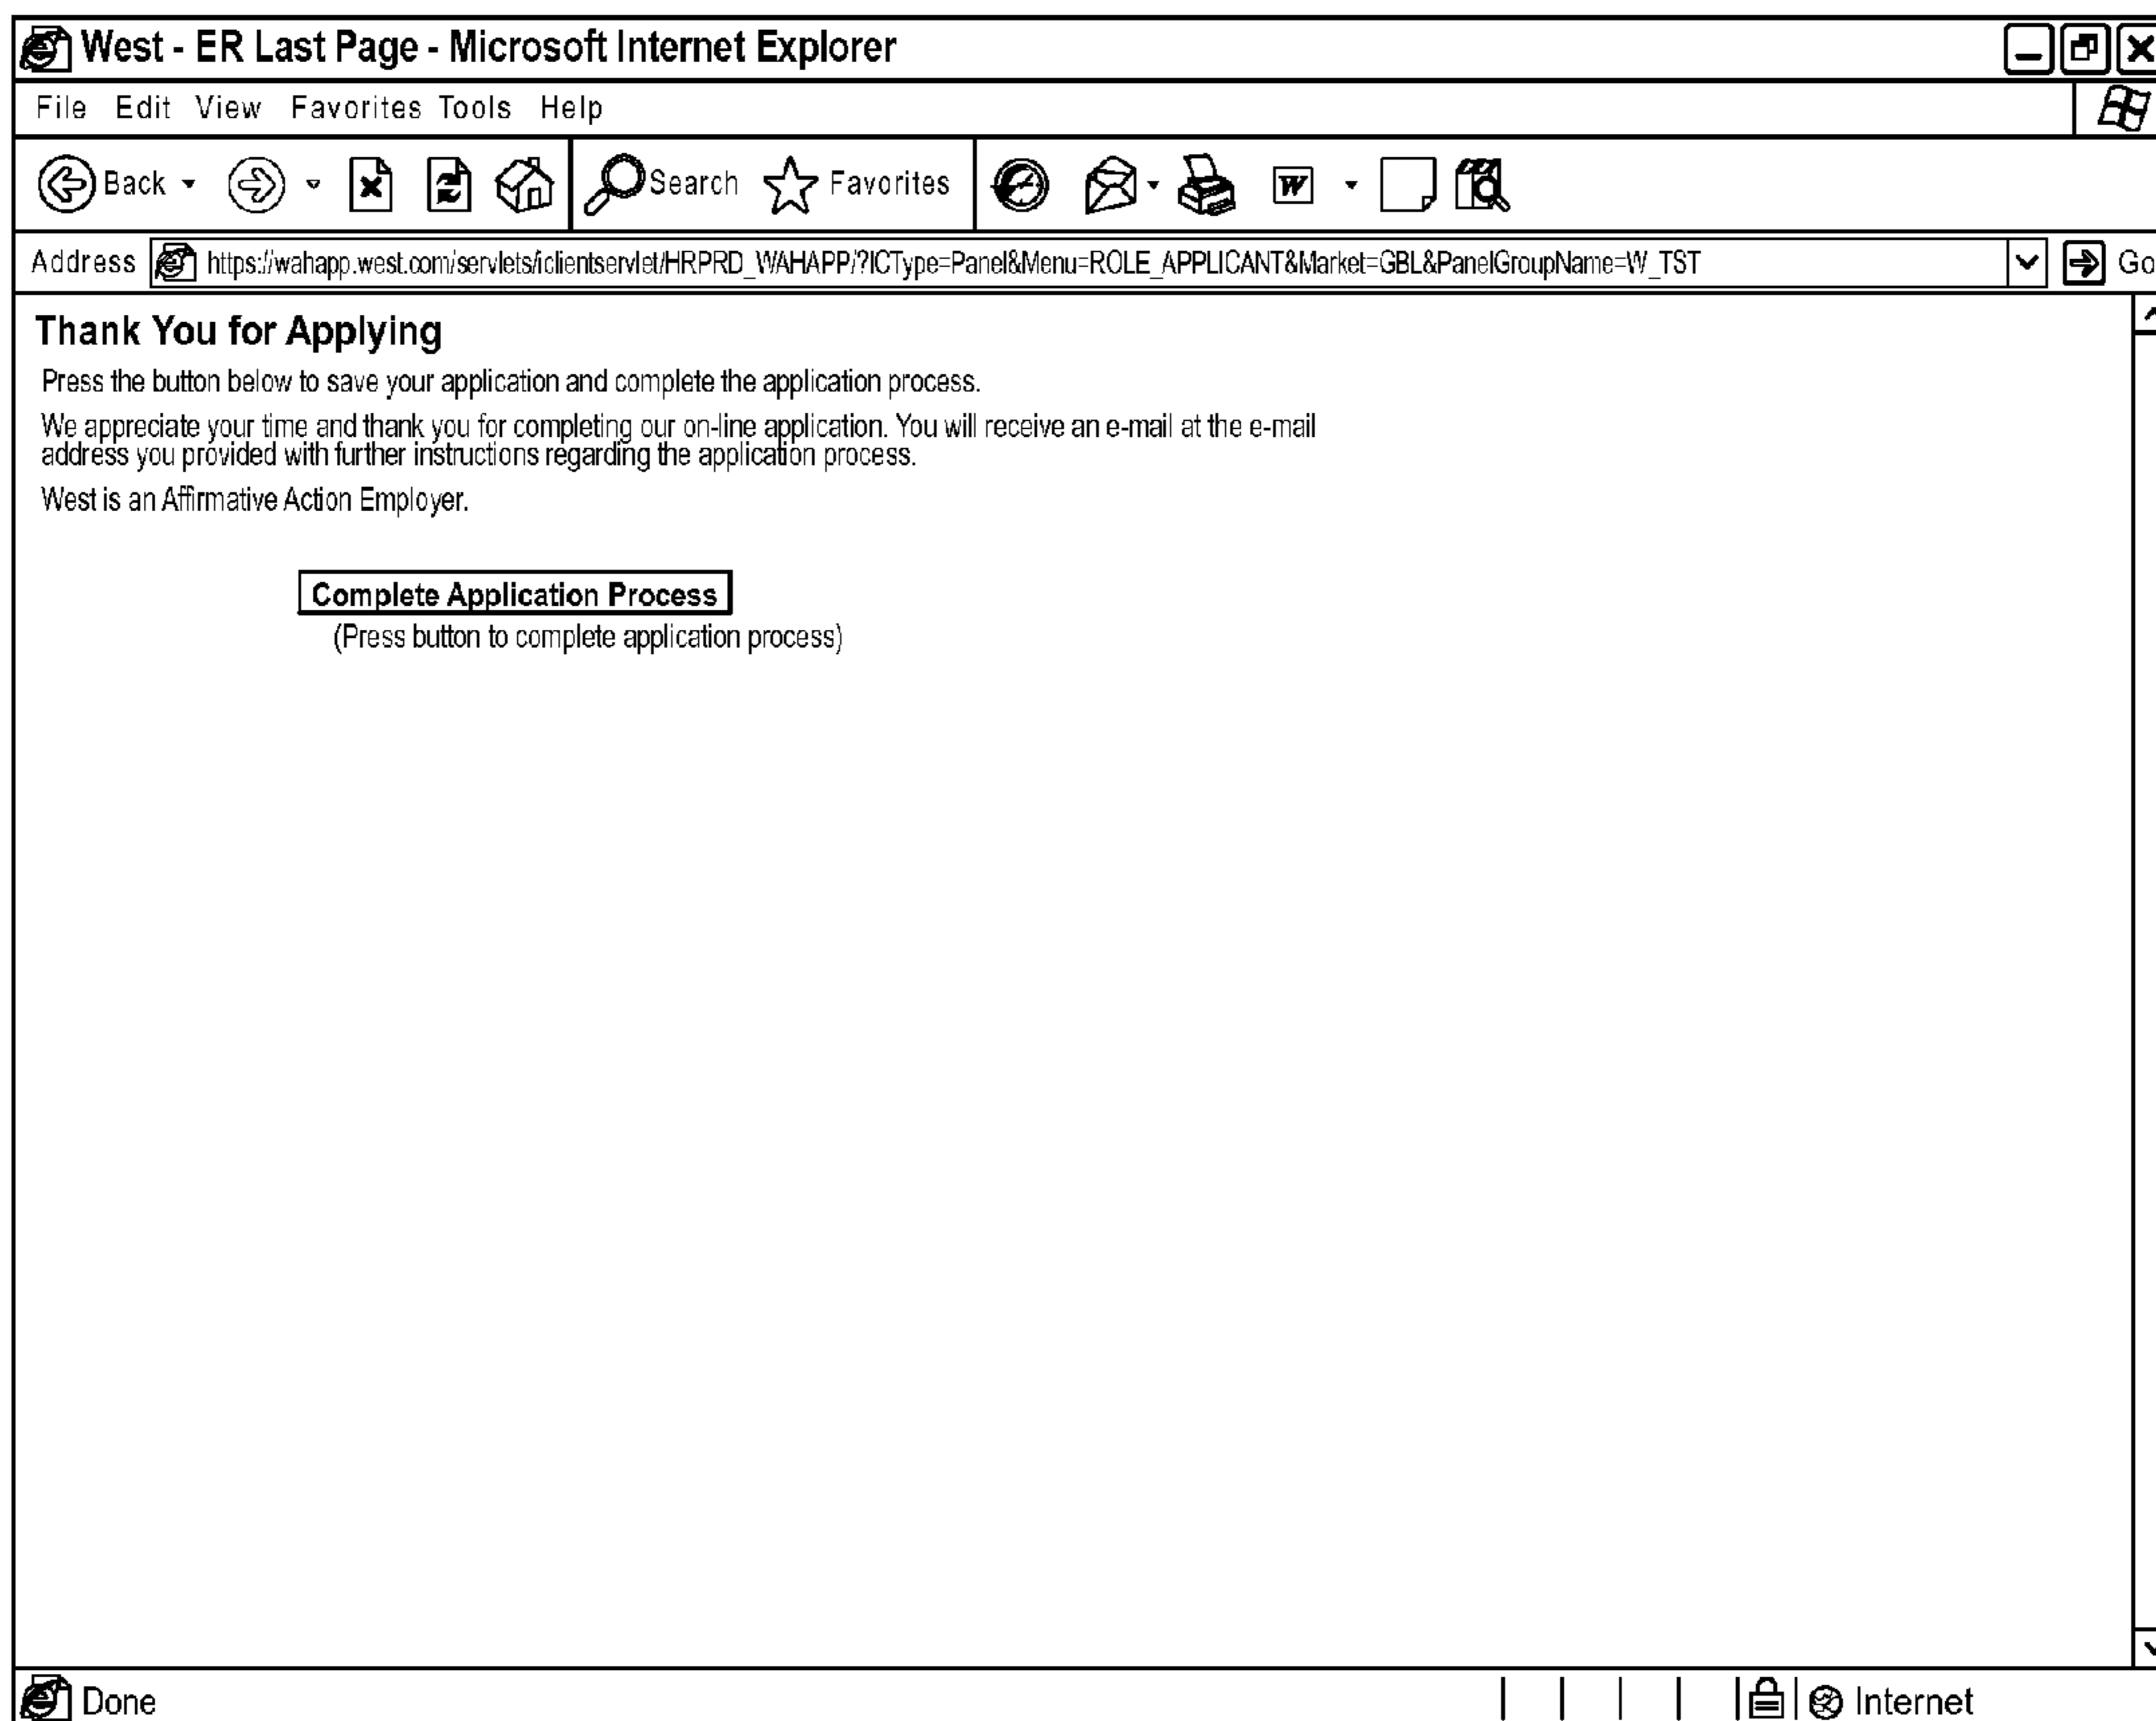 West - ER Last Page - Microsoft Internet Explorer
File Edit View Favorites Tools Help
Back Search Favorites W
Address https://wahapp.west.com/servlets/iclientservlet/HRPRD_WAHAPP/?ICType=Panel&Menu=ROLE_APPLICANT&Market=GBL&PanelGroupName=W_TST Go
Thank You for Applying
Press the button below to save your application and complete the application process.
We appreciate your time and thank you for completing our on-line application. You will receive an e-mail at the e-mail
address you provided with further instructions regarding the application process.
West is an Affirmative Action Employer.
Complete Application Process
(Press button to complete application process)
Done Internet